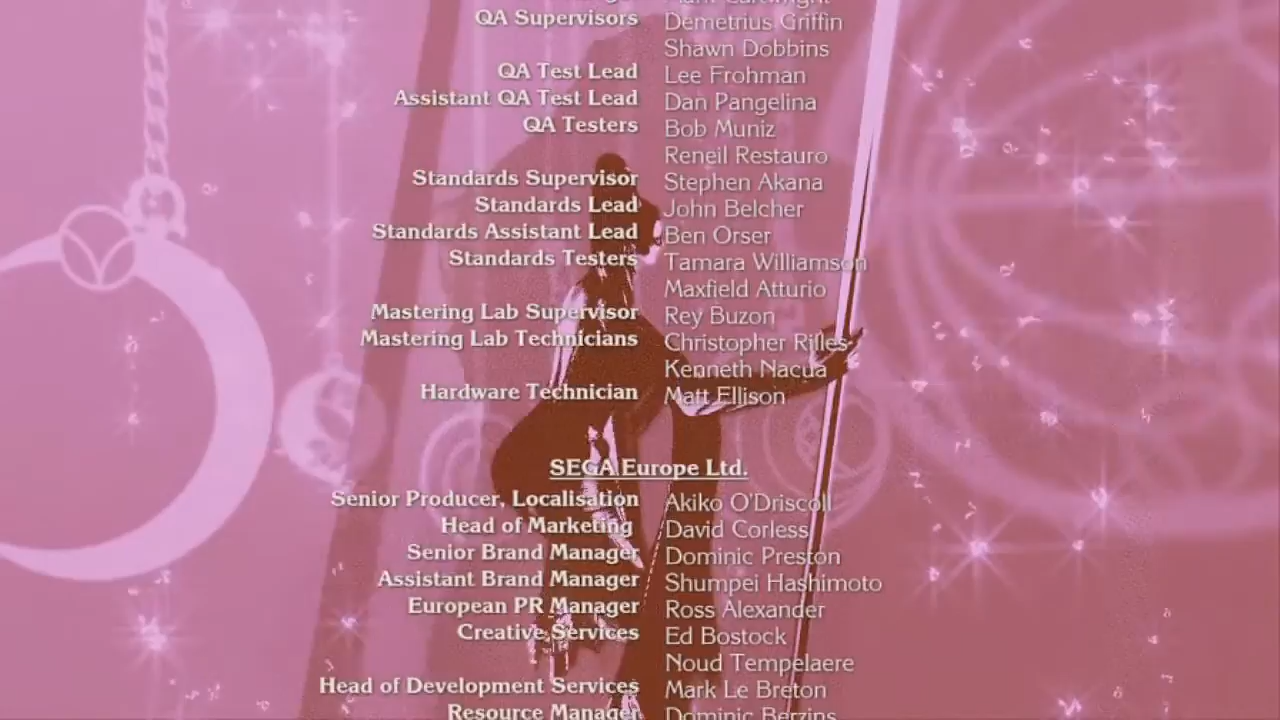 QA Supervisors Demetrius Griffin
Shawn Dobbins
QA Test Lead Lee Frohman
Assistant QA Test Lead Dan Pangelina
QA Testers Bob Muniz
Reneil Restauro
Standards Supervisor Stephen Akana
Standards Lead John Belcher
Standards Assistant Lead Ben Orser
Standards Testers Tamara Williamson
Maxfield Atturio
Mastering Lab Supervisor Rey Buzon
Mastering Lab Technicians Christopher Rilles
Kenneth Nacua
Hardware Technician Matt Ellison
SEGA Europe Ltd.
Senior Producer, Localisation Akiko O'Driscoll
Head of Marketing David Corless
Senior Brand Manager Dominic Preston
Assistant Brand Manager Shumpei Hashimoto
European PR Manager Ross Alexander
Creative Services Ed Bostock
Noud Tempelaere
Head of Development Services Mark Le Breton
Resource Manager Dominic Berzins